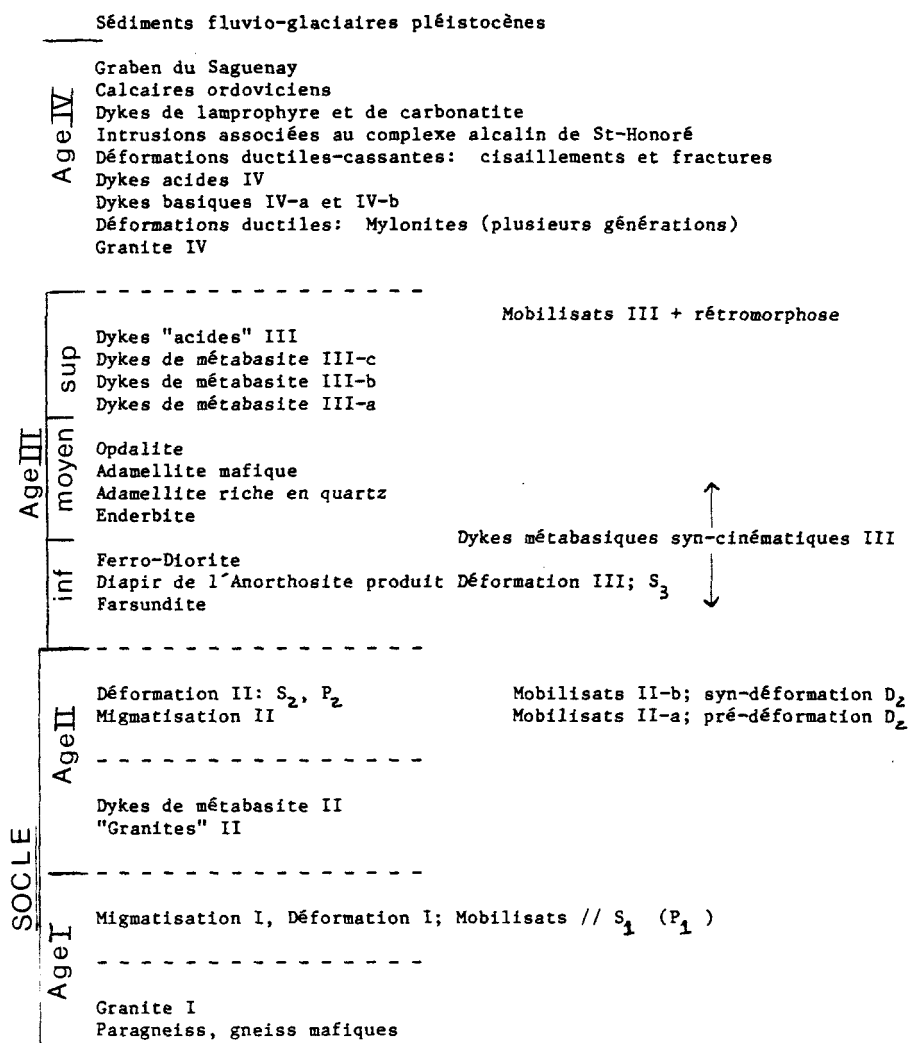 Sédiments fluvio-glaciaires pléistocènes
Age IV
Graben du Saguenay
Calcaires ordoviciens
Dykes de lamprophyre et de carbonatite
Intrusions associées au complexe alcalin de St-Honoré
Déformations ductiles-cassantes: cisaillements et fractures
Dykes acides IV
Dykes basiques IV-a et IV-b
Déformations ductiles: Mylonites (plusieurs générations)
Granite IV
Age III
sup
Mobilisats III + rétromorphose
Dykes "acides" III
Dykes de métabasite III-c
Dykes de métabasite III-b
Dykes de métabasite III-a
moyen
Opdalite
Adamellite mafique
Adamellite riche en quartz
Enderbite
Dykes métabasiques syn-cinématiques III
inf
Ferro-Diorite
Diapir de l'Anorthosite produit Déformation III; S3
Farsundite
SOCLE
Age II
Déformation II: S2, P2 Mobilisats II-b; syn-déformation D2
Migmatisation II Mobilisats II-a; pré-déformation D2
Dykes de métabasite II
"Granites" II
Age I
Migmatisation I, Déformation I; Mobilisats // S1 (P1 )
Granite I
Paragneiss, gneiss mafiques